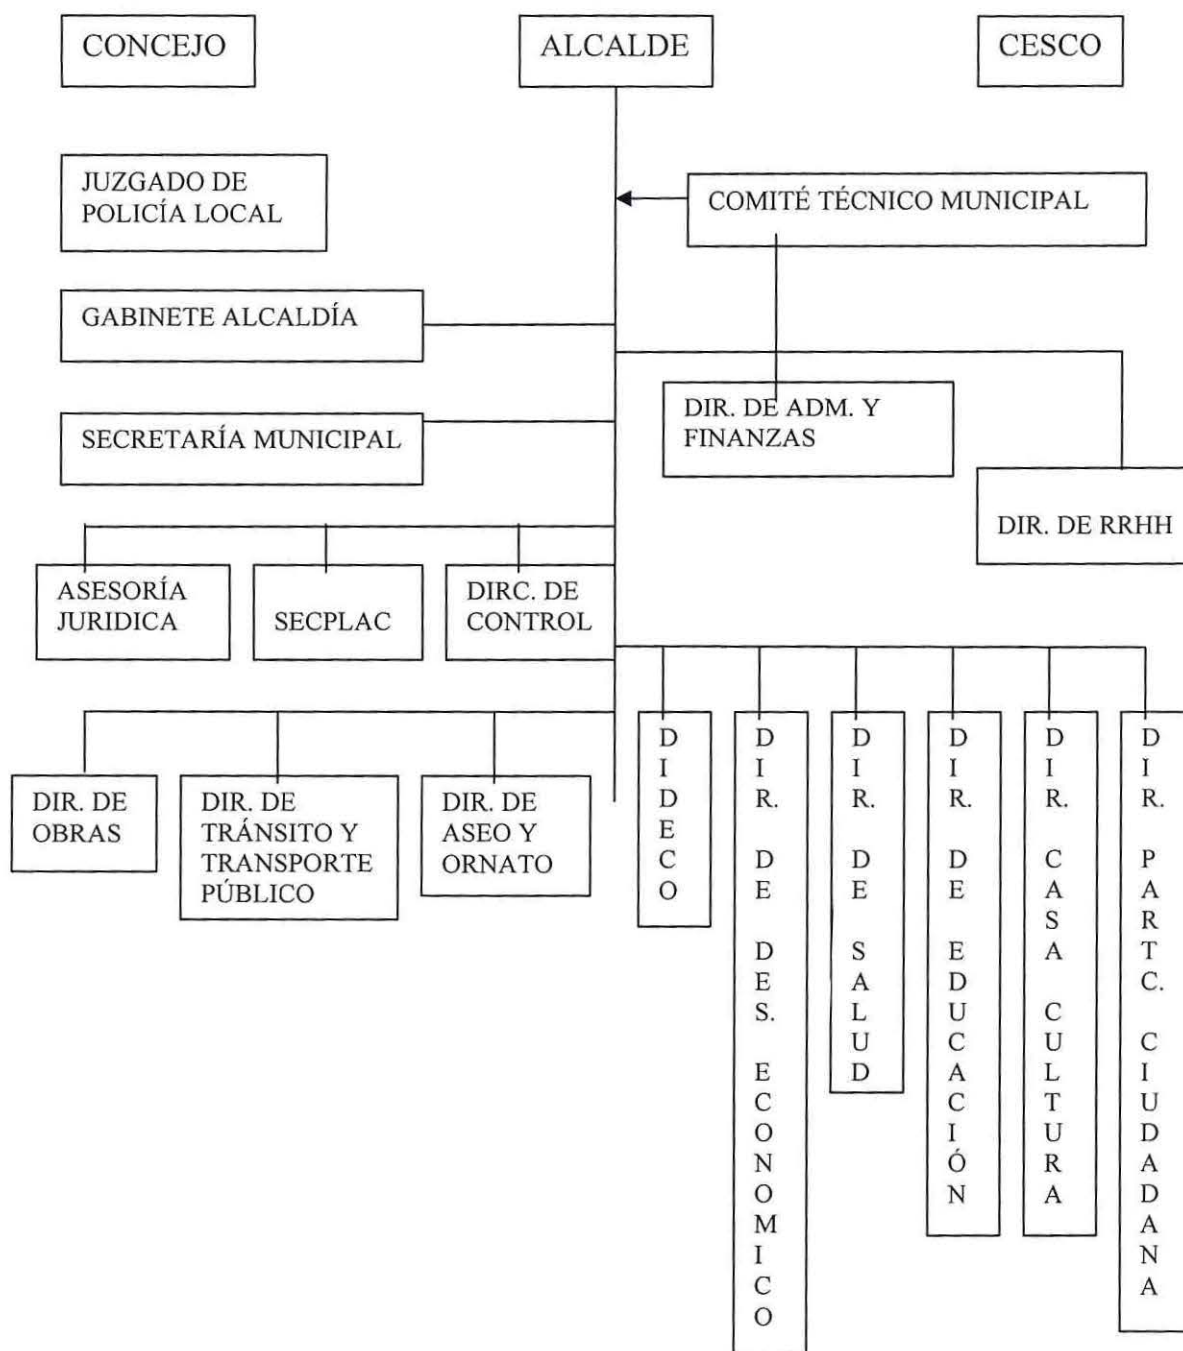 CONCEJO
ALCALDE
CESCO
JUZGADO DE
POLICÍA LOCAL
COMITÉ TÉCNICO MUNICIPAL
GABINETE ALCALDÍA
SECRETARÍA MUNICIPAL
DIR. DE ADM. Y
FINANZAS
DIR. DE RRHH
ASESORÍA
JURIDICA
SECPLAC
DIRC. DE
CONTROL
DIR. DE
OBRAS
DIR. DE
TRÁNSITO Y
TRANSPORTE
PÚBLICO
DIR. DE
ASEO Y
ORNATO
DIDECO
DIR. DE DES. ECONOMICO
DIR. DE SALUD
DIR. DE EDUCACIÓN
DIR. CASA CULTURA
DIR. PARTC. CIUDADANA